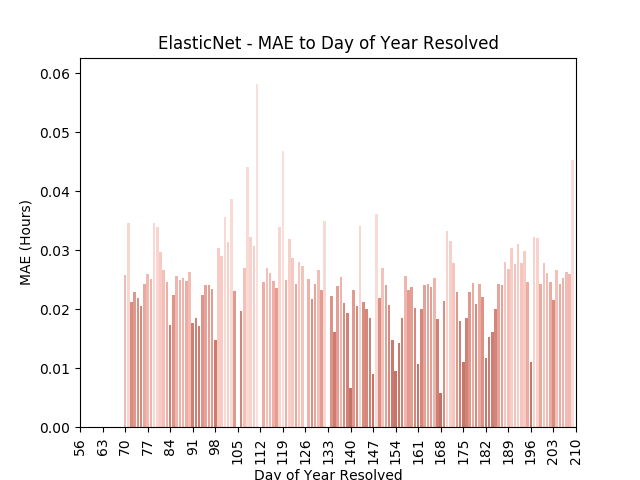 ElasticNet - MAE to Day of Year Resolved
0.06
0.05
0.04
0.03
0.02
0.01
0.00
MAE (Hours)
56 63 70 77 84 91 98 105 112 119 126 133 140 147 154 161 168 175 182 189 196 203 210
Day of Year Resolved